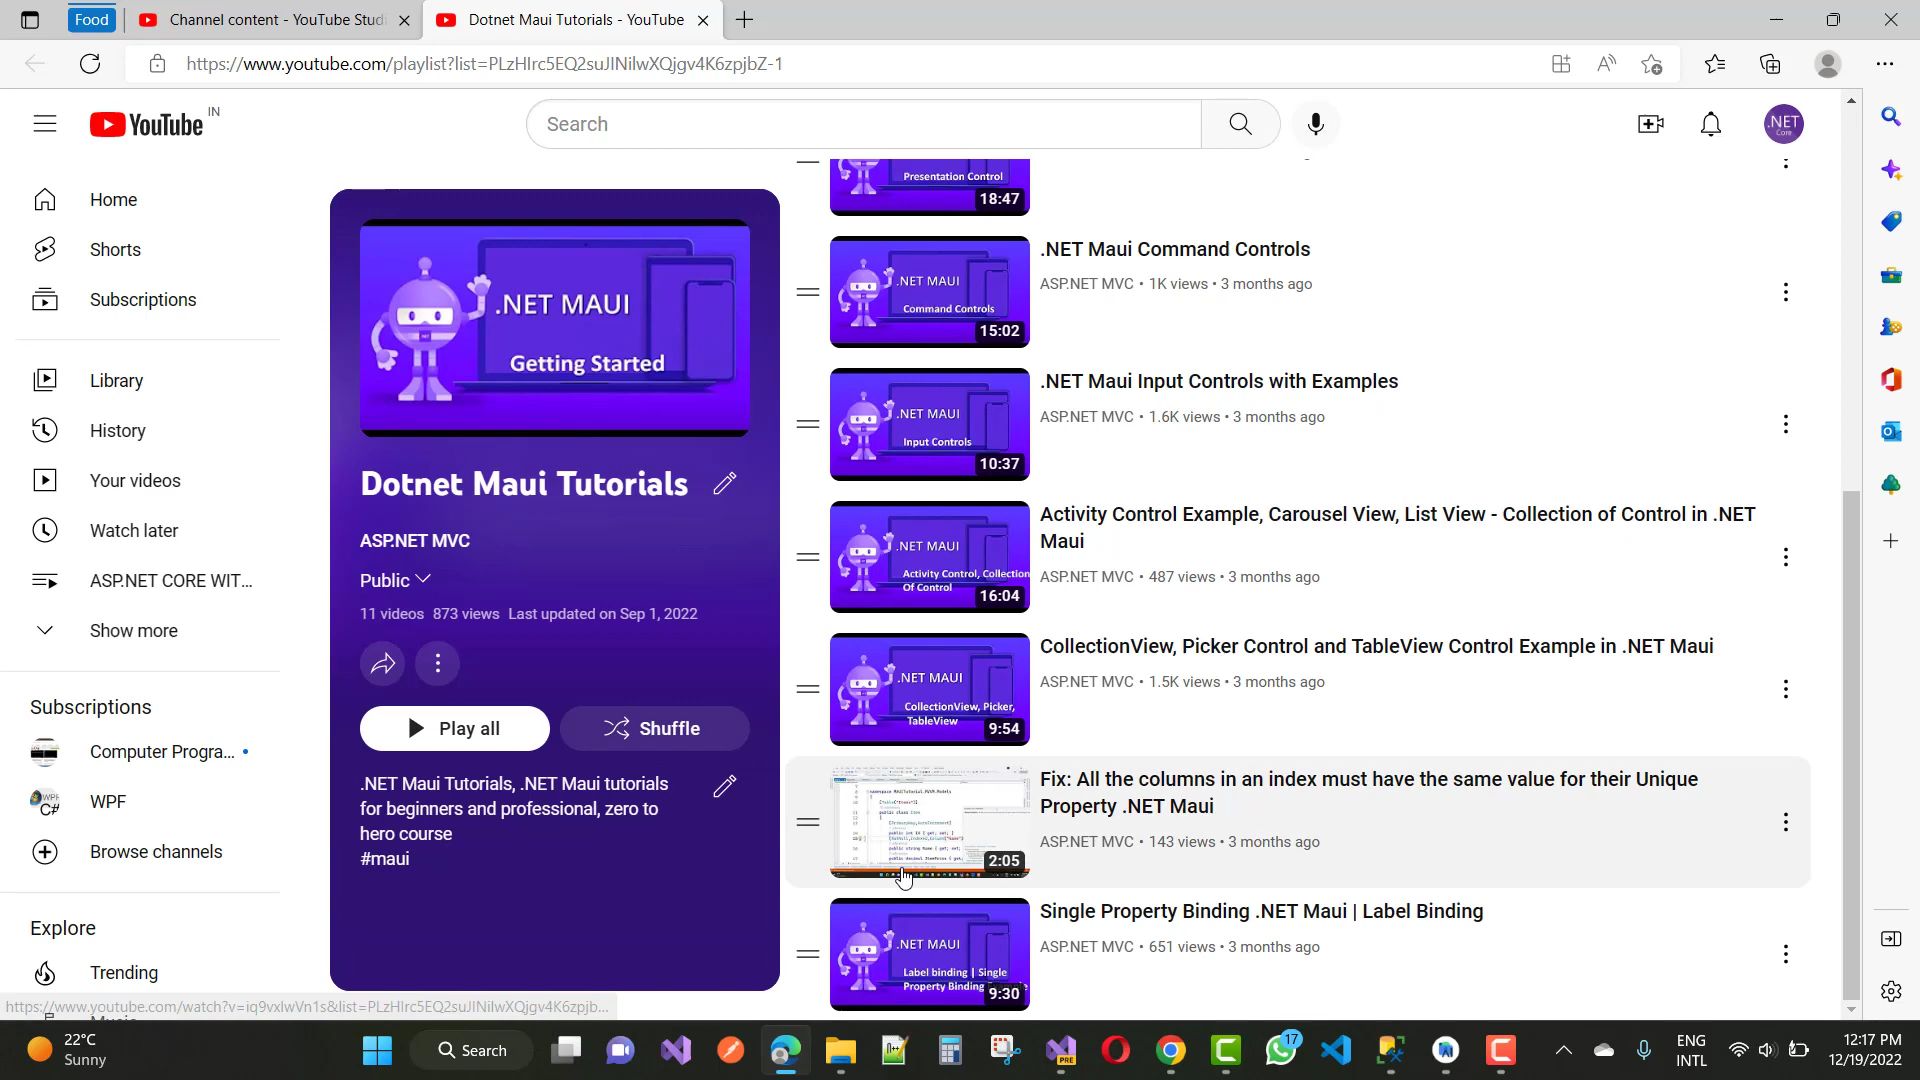 Food
Channel content - YouTube Studi
Dotnet Maui Tutorials - YouTube
https://www.youtube.com/playlist?list=PLzHIrc5EQ2suJINilwXQjgv4K6zpjbZ-1
YouTube IN
Search
.NET
Core
Home
Shorts
Subscriptions
Library
History
Your videos
Watch later
ASP.NET CORE WIT...
Show more
Subscriptions
Computer Progra...
WPF
Browse channels
Explore
Trending
https://www.youtube.com/watch?v=iq9vxlwVn1s&list=PLzHIrc5EQ2suJINilwXQjgv4K6zpjb...
.NET MAUI
Getting Started
Dotnet Maui Tutorials
ASP.NET MVC
Public
11 videos 873 views Last updated on Sep 1, 2022
Play all
Shuffle
.NET Maui Tutorials, .NET Maui tutorials
for beginners and professional, zero to
hero course
#maui
Presentation Control
18:47
.NET MAUI
Command Controls
15:02
.NET Maui Command Controls
ASP.NET MVC • 1K views • 3 months ago
.NET MAUI
Input Controls
10:37
.NET Maui Input Controls with Examples
ASP.NET MVC • 1.6K views • 3 months ago
.NET MAUI
Activity Control, Collection
Of Control
16:04
Activity Control Example, Carousel View, List View - Collection of Control in .NET
Maui
ASP.NET MVC • 487 views • 3 months ago
.NET MAUI
CollectionView, Picker,
TableView
9:54
CollectionView, Picker Control and TableView Control Example in .NET Maui
ASP.NET MVC • 1.5K views • 3 months ago
2:05
Fix: All the columns in an index must have the same value for their Unique
Property .NET Maui
ASP.NET MVC • 143 views • 3 months ago
.NET MAUI
Label binding | Single
Property Binding
9:30
Single Property Binding .NET Maui | Label Binding
ASP.NET MVC • 651 views • 3 months ago
22°C
Sunny
Search
PRE
17
ENG
INTL
12:17 PM
12/19/2022